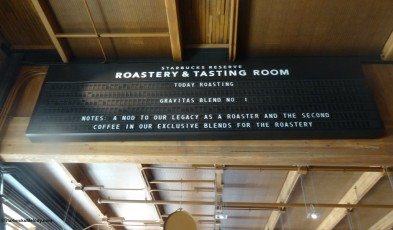 STARBUCKS RESERVE
ROASTERY & TASTING ROOM
TODAY ROASTING
GRAVITAS BLEND NO. 1
NOTES: A NOD TO OUR LEGACY AS A ROASTER AND THE SECOND
COFFEE IN OUR EXCLUSIVE BLENDS FOR THE ROASTERY